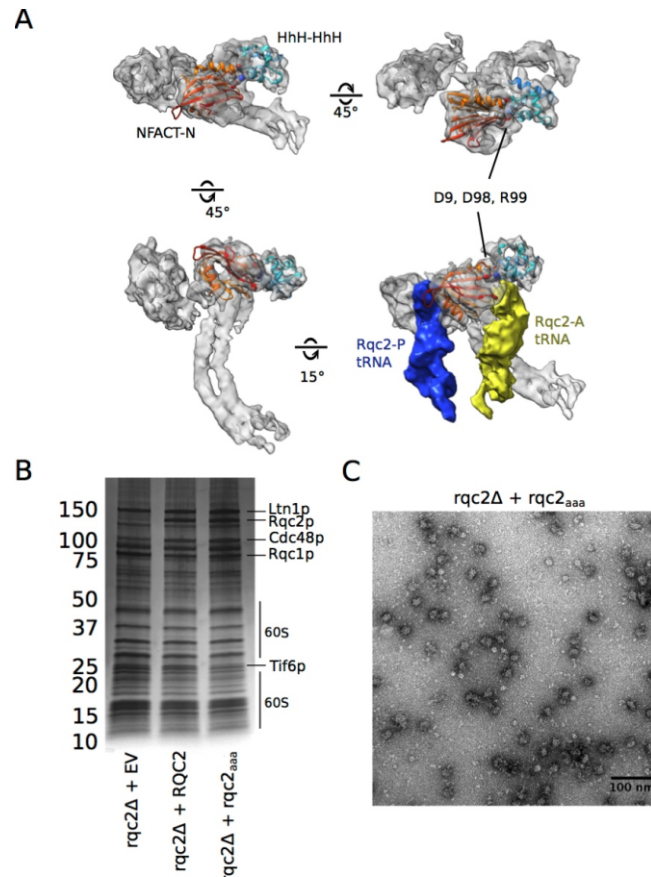 A
HhH-HhH
NFACT-N
45°
45°
D9, D98, R99
Rqc2-P
tRNA
15°
Rqc2-A
tRNA
B
150
100
75
50
37
25
20
15
10
Ltn1p
Rqc2p
Cdc48p
Rqc1p
60S
Tif6p
60S
rqc2Δ + EV
rqc2Δ + RQC2
rqc2Δ + rqc2aaa
C
rqc2Δ + rqc2aaa
100 nm